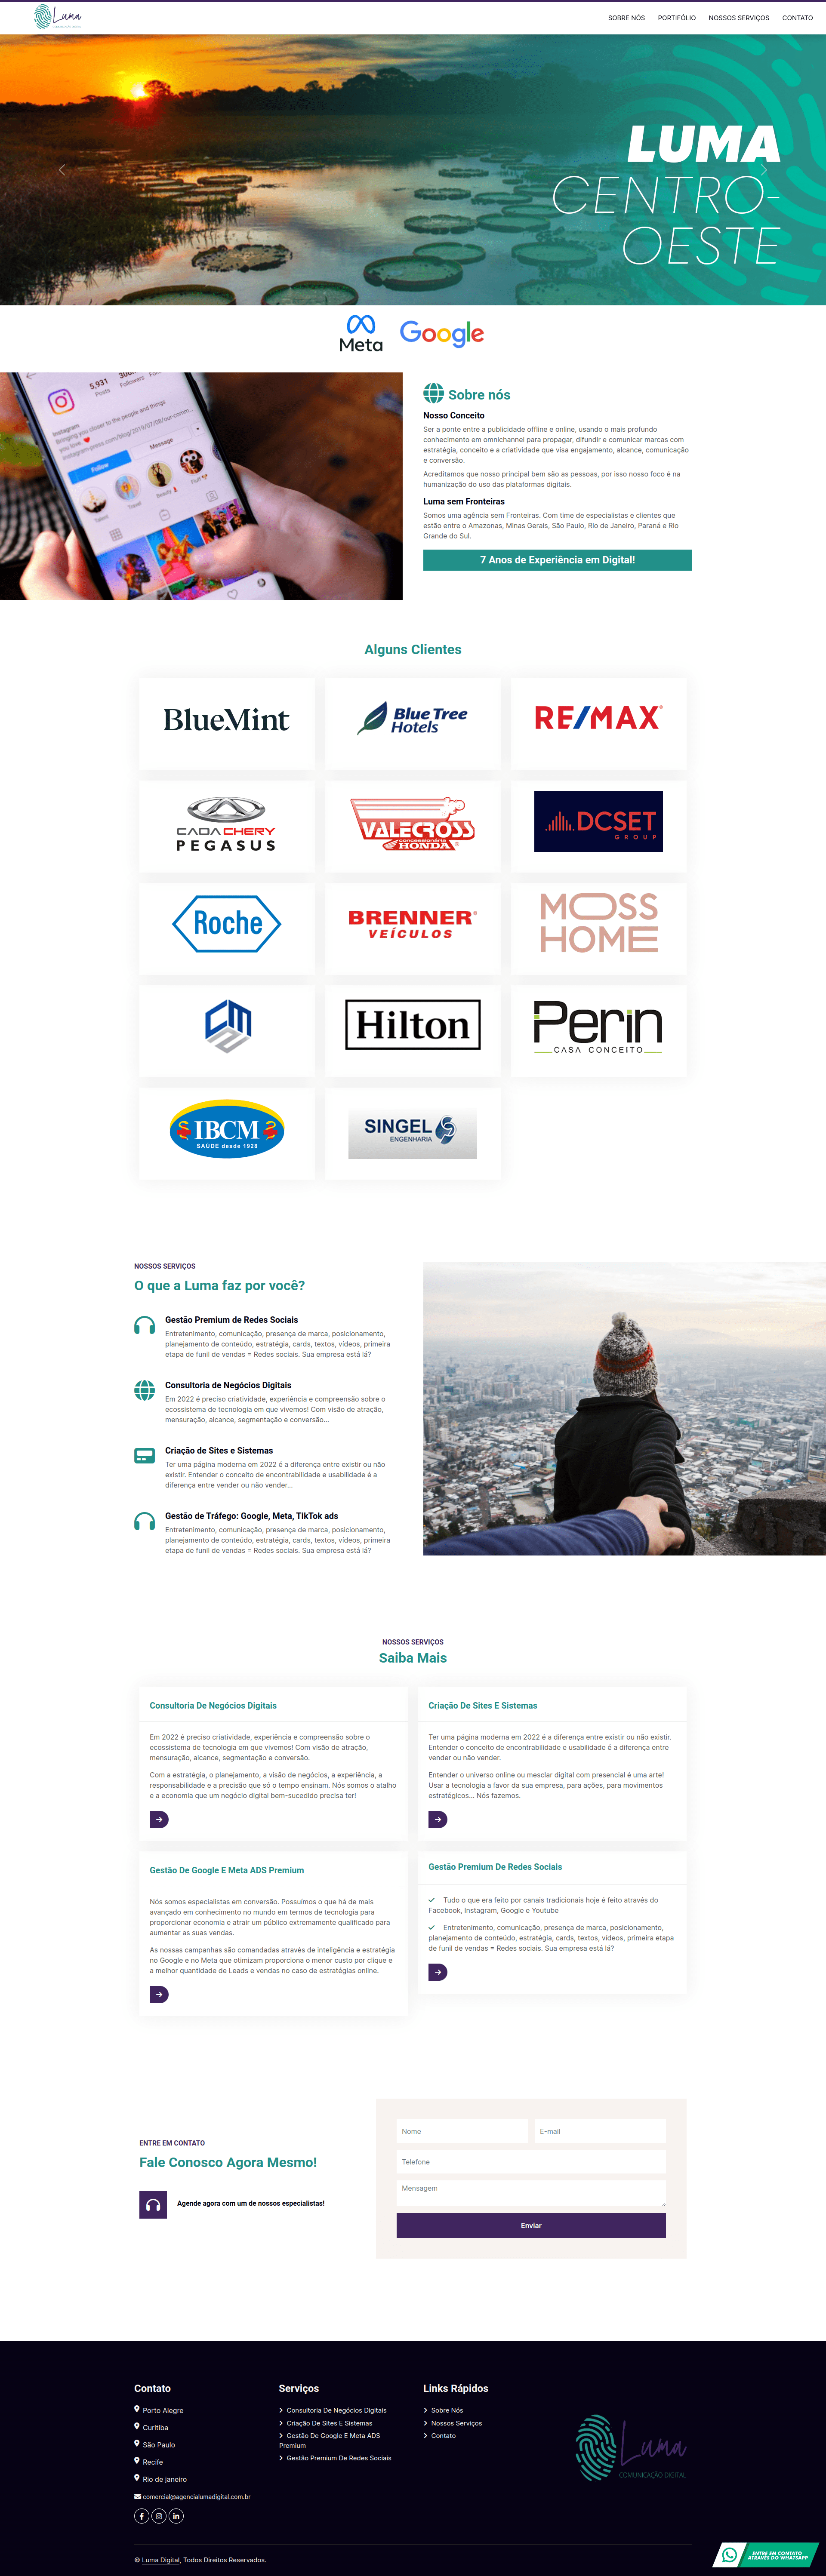 Luma
SOBRE NÓS
PORTIFÓLIO
NOSSOS SERVIÇOS
CONTATO
LUMA
CENTRO-
OESTE
Meta
Google
5,931
Posts
Followers
Instagram
Bringing you closer to the people and things
you love. ❤
Follow
Message
Sobre nós
Nosso Conceito
Ser a ponte entre a publicidade offline e online, usando o mais profundo
conhecimento em omnichannel para propagar, difundir e comunicar marcas com
estratégia, conceito e a criatividade que visa engajamento, alcance, comunicação
e conversão.
Acreditamos que nosso principal bem são as pessoas, por isso nosso foco é na
humanização do uso das plataformas digitais.
Luma sem Fronteiras
Somos uma agência sem Fronteiras. Com time de especialistas e clientes que
estão entre o Amazonas, Minas Gerais, São Paulo, Rio de Janeiro, Paraná e Rio
Grande do Sul.
7 Anos de Experiência em Digital!
Alguns Clientes
BlueMint
Blue Tree
Hotels
RE/MAX
CAOA CHERY
PEGASUS
VALECROSS
concessionária
HONDA
DCSET
GROUP
Roche
BRENNER
VEÍCULOS
MOSS
HOME
Hilton
Perin
CASA CONCEITO
IBCM
SAÚDE desde 1928
SINGEL
ENGENHARIA
NOSSOS SERVIÇOS
O que a Luma faz por você?
Gestão Premium de Redes Sociais
Entretenimento, comunicação, presença de marca, posicionamento,
planejamento de conteúdo, estratégia, cards, textos, vídeos, primeira
etapa de funil de vendas = Redes sociais. Sua empresa está lá?
Consultoria de Negócios Digitais
Em 2022 é preciso criatividade, experiência e compreensão sobre o
ecossistema de tecnologia em que vivemos! Com visão de atração,
mensuração, alcance, segmentação e conversão...
Criação de Sites e Sistemas
Ter uma página moderna em 2022 é a diferença entre existir ou não
existir. Entender o conceito de encontrabilidade e usabilidade é a
diferença entre vender ou não vender...
Gestão de Tráfego: Google, Meta, TikTok ads
Entretenimento, comunicação, presença de marca, posicionamento,
planejamento de conteúdo, estratégia, cards, textos, vídeos, primeira
etapa de funil de vendas = Redes sociais. Sua empresa está lá?
NOSSOS SERVIÇOS
Saiba Mais
Consultoria De Negócios Digitais
Em 2022 é preciso criatividade, experiência e compreensão sobre o
ecossistema de tecnologia em que vivemos! Com visão de atração,
mensuração, alcance, segmentação e conversão.
Com a estratégia, o planejamento, a visão de negócios, a experiência, a
responsabilidade e a precisão que só o tempo ensinam. Nós somos o atalho
e a economia que um negócio digital bem-sucedido precisa ter!
Criação De Sites E Sistemas
Ter uma página moderna em 2022 é a diferença entre existir ou não existir.
Entender o conceito de encontrabilidade e usabilidade é a diferença entre
vender ou não vender.
Entender o universo online ou mesclar digital com presencial é uma arte!
Usar a tecnologia a favor da sua empresa, para ações, para movimentos
estratégicos... Nós fazemos.
Gestão De Google E Meta ADS Premium
Nós somos especialistas em conversão. Possuímos o que há de mais
avançado em conhecimento no mundo em termos de tecnologia para
proporcionar economia e atrair um público extremamente qualificado para
aumentar as suas vendas.
As nossas campanhas são comandadas através de inteligência e estratégia
no Google e no Meta que otimizam proporciona o menor custo por clique e
a melhor quantidade de Leads e vendas no caso de estratégias online.
Gestão Premium De Redes Sociais
Tudo o que era feito por canais tradicionais hoje é feito através do
Facebook, Instagram, Google e Youtube
Entretenimento, comunicação, presença de marca, posicionamento,
planejamento de conteúdo, estratégia, cards, textos, vídeos, primeira etapa
de funil de vendas = Redes sociais. Sua empresa está lá?
ENTRE EM CONTATO
Fale Conosco Agora Mesmo!
Agende agora com um de nossos especialistas!
Nome
E-mail
Telefone
Mensagem
Enviar
Contato
Porto Alegre
Curitiba
São Paulo
Recife
Rio de janeiro
comercial@agencialumadigital.com.br
Serviços
Consultoria De Negócios Digitais
Criação De Sites E Sistemas
Gestão De Google E Meta ADS
Premium
Gestão Premium De Redes Sociais
Links Rápidos
Sobre Nós
Nossos Serviços
Contato
Luma
COMUNICAÇÃO DIGITAL
© Luma Digital, Todos Direitos Reservados.
ENTRE EM CONTATO
ATRAVÉS DO WHATSAPP